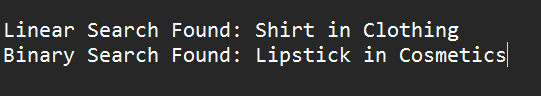 Linear Search Found: Shirt in Clothing
Binary Search Found: Lipstick in Cosmetics